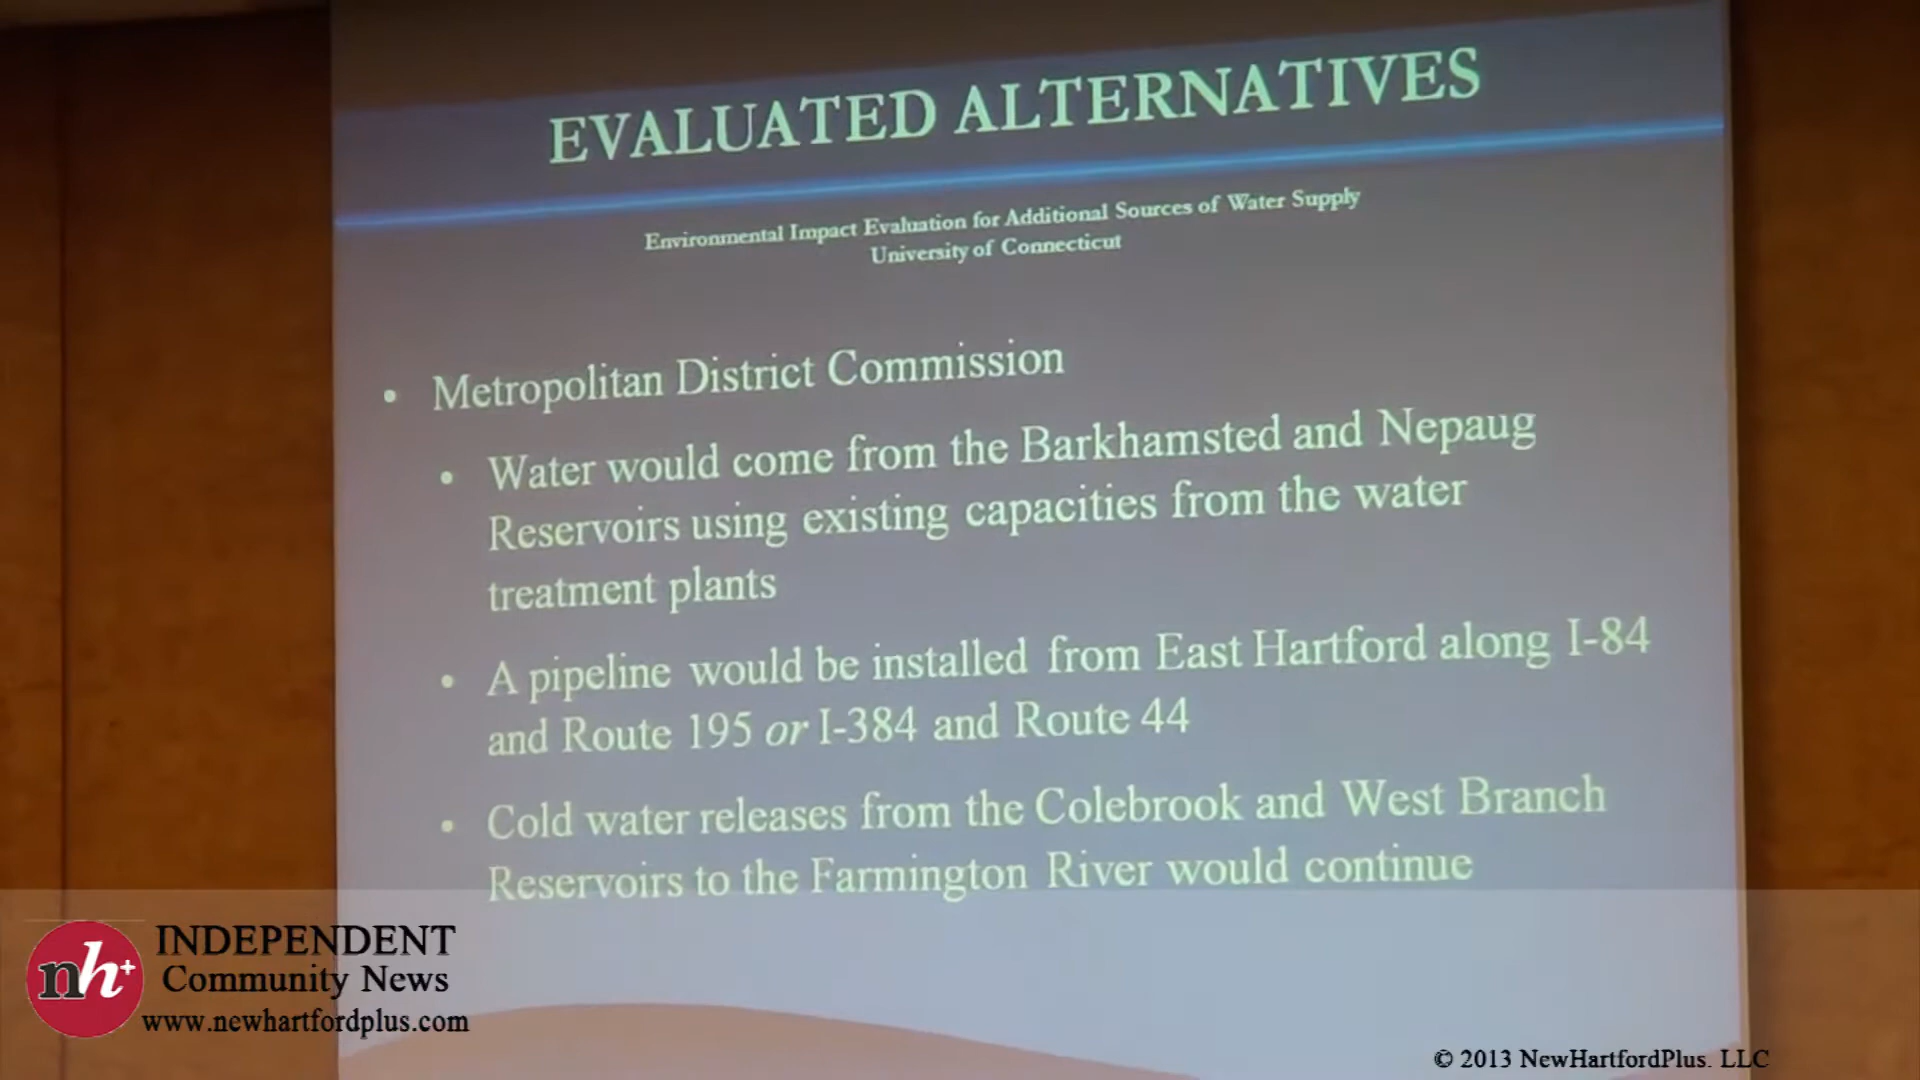 EVALUATED ALTERNATIVES
Environmental Impact Evaluation for Additional Sources of Water Supply
University of Connecticut
• Metropolitan District Commission
• Water would come from the Barkhamsted and Nepaug
Reservoirs using existing capacities from the water
treatment plants
• A pipeline would be installed from East Hartford along I-84
and Route 195 or I-384 and Route 44
• Cold water releases from the Colebrook and West Branch
Reservoirs to the Farmington River would continue
nh+
INDEPENDENT
Community News
www.newhartfordplus.com
© 2013 NewHartfordPlus. LLC